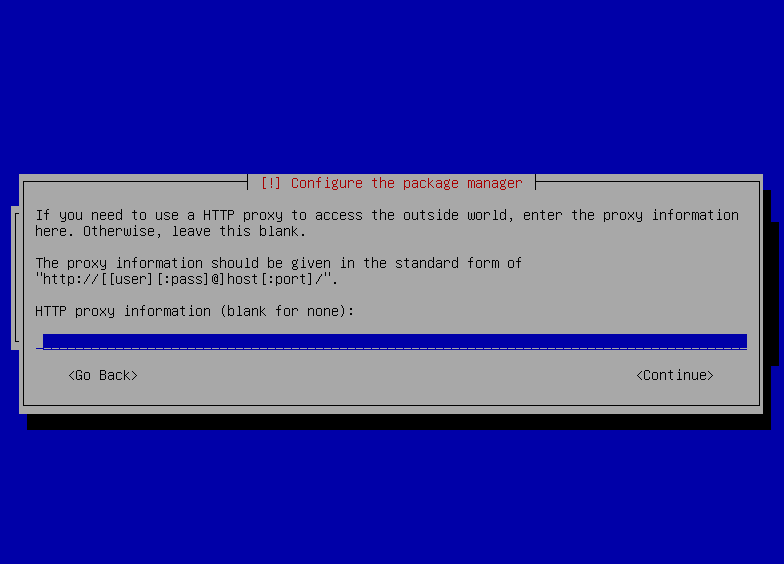 [!] Configure the package manager
If you need to use a HTTP proxy to access the outside world, enter the proxy information
here. Otherwise, leave this blank.
The proxy information should be given in the standard form of
"http://[[user][:pass]@]host[:port]/".
HTTP proxy information (blank for none):
<Go Back> <Continue>